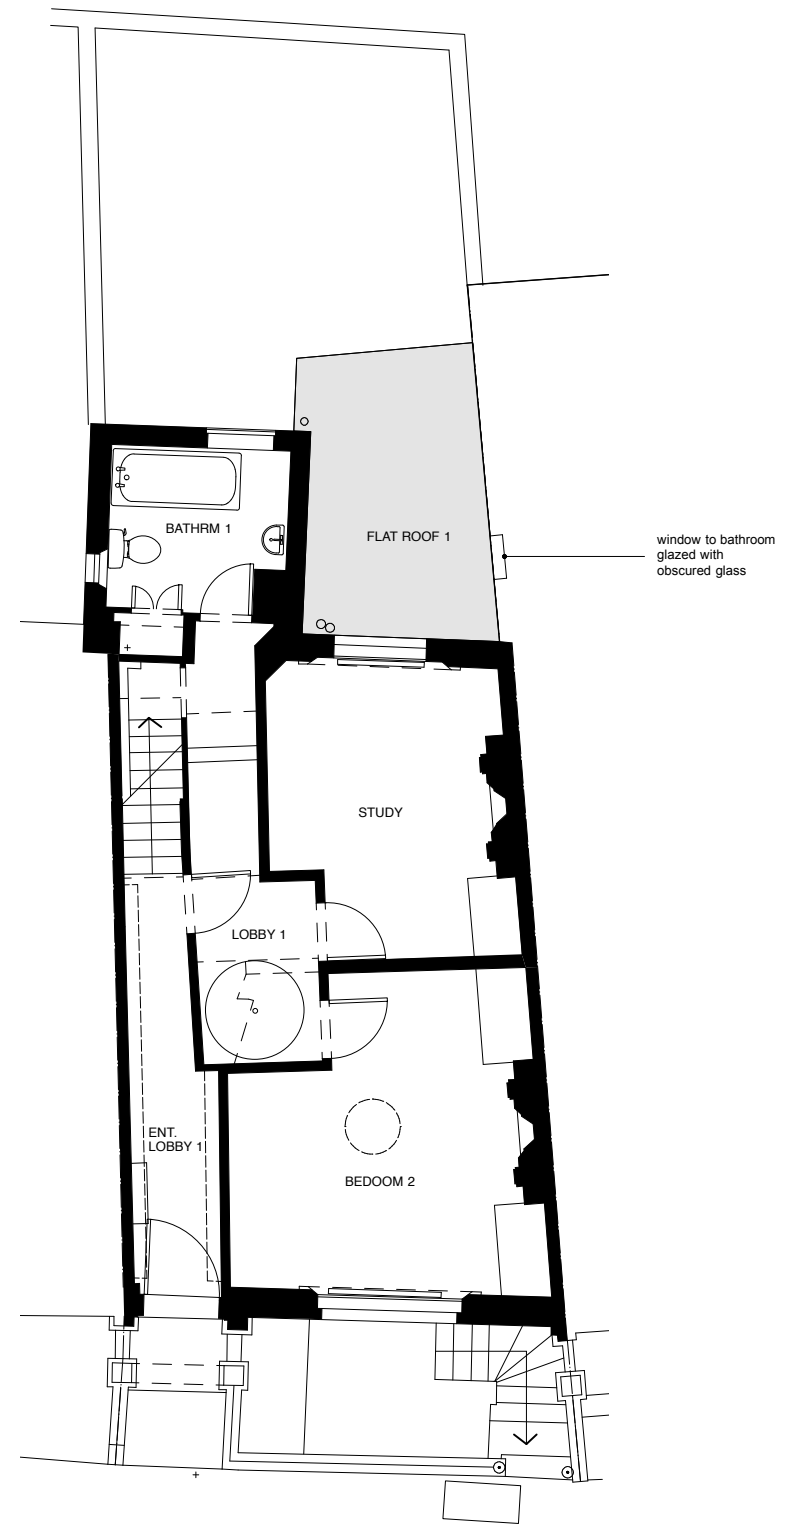 BATHRM 1
FLAT ROOF 1
window to bathroom
glazed with
obscured glass
STUDY
LOBBY 1
ENT.
LOBBY 1
BEDOOM 2